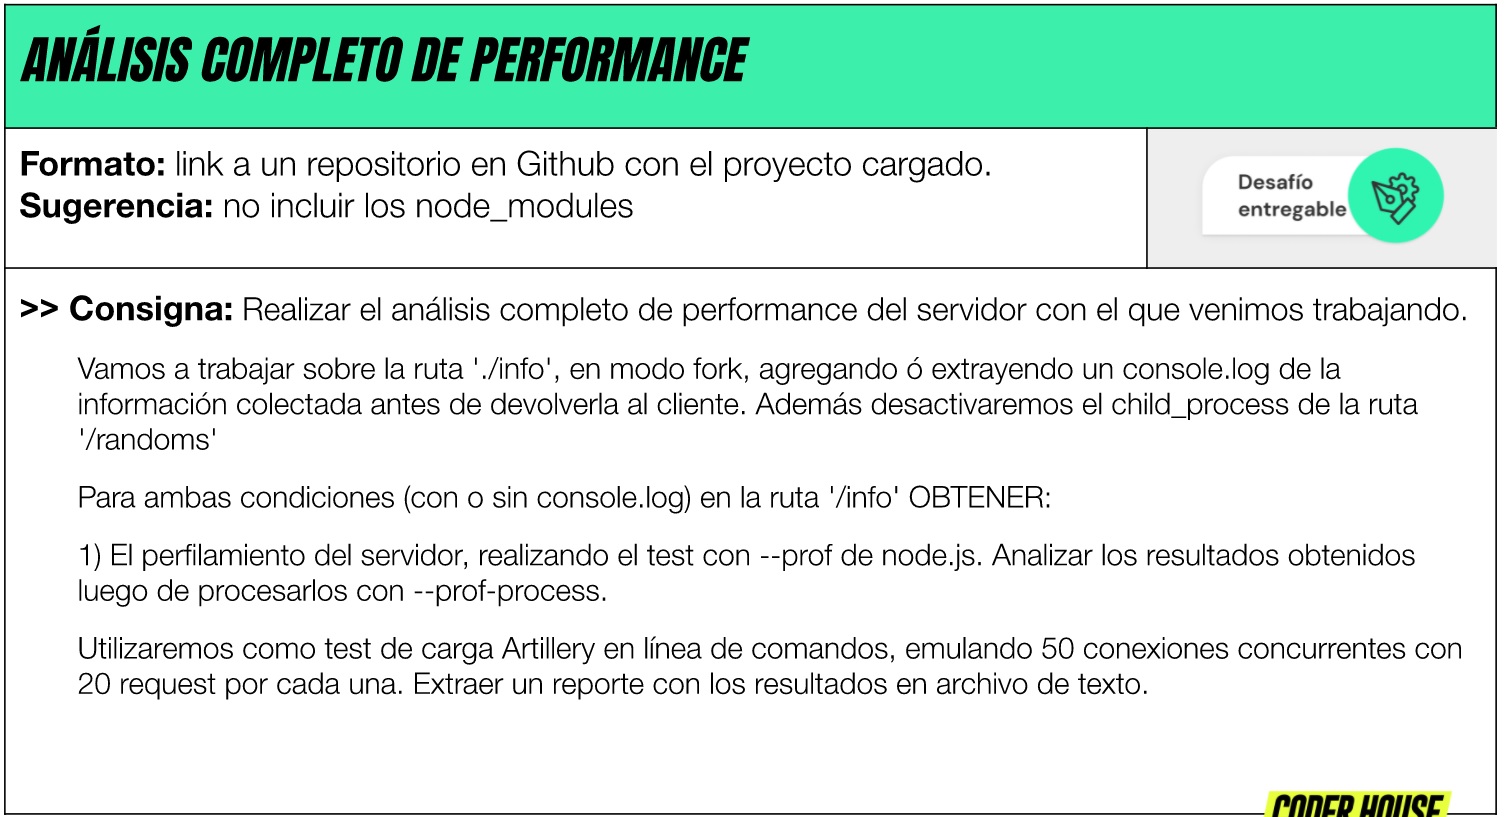 ANÁLISIS COMPLETO DE PERFORMANCE
Formato: link a un repositorio en Github con el proyecto cargado.
Sugerencia: no incluir los node_modules
Desafío
entregable
>> Consigna: Realizar el análisis completo de performance del servidor con el que venimos trabajando.
Vamos a trabajar sobre la ruta './info', en modo fork, agregando ó extrayendo un console.log de la
información colectada antes de devolverla al cliente. Además desactivaremos el child_process de la ruta
'/randoms'
Para ambas condiciones (con o sin console.log) en la ruta '/info' OBTENER:
1) El perfilamiento del servidor, realizando el test con --prof de node.js. Analizar los resultados obtenidos
luego de procesarlos con --prof-process.
Utilizaremos como test de carga Artillery en línea de comandos, emulando 50 conexiones concurrentes con
20 request por cada una. Extraer un reporte con los resultados en archivo de texto.
CODER HOUSE